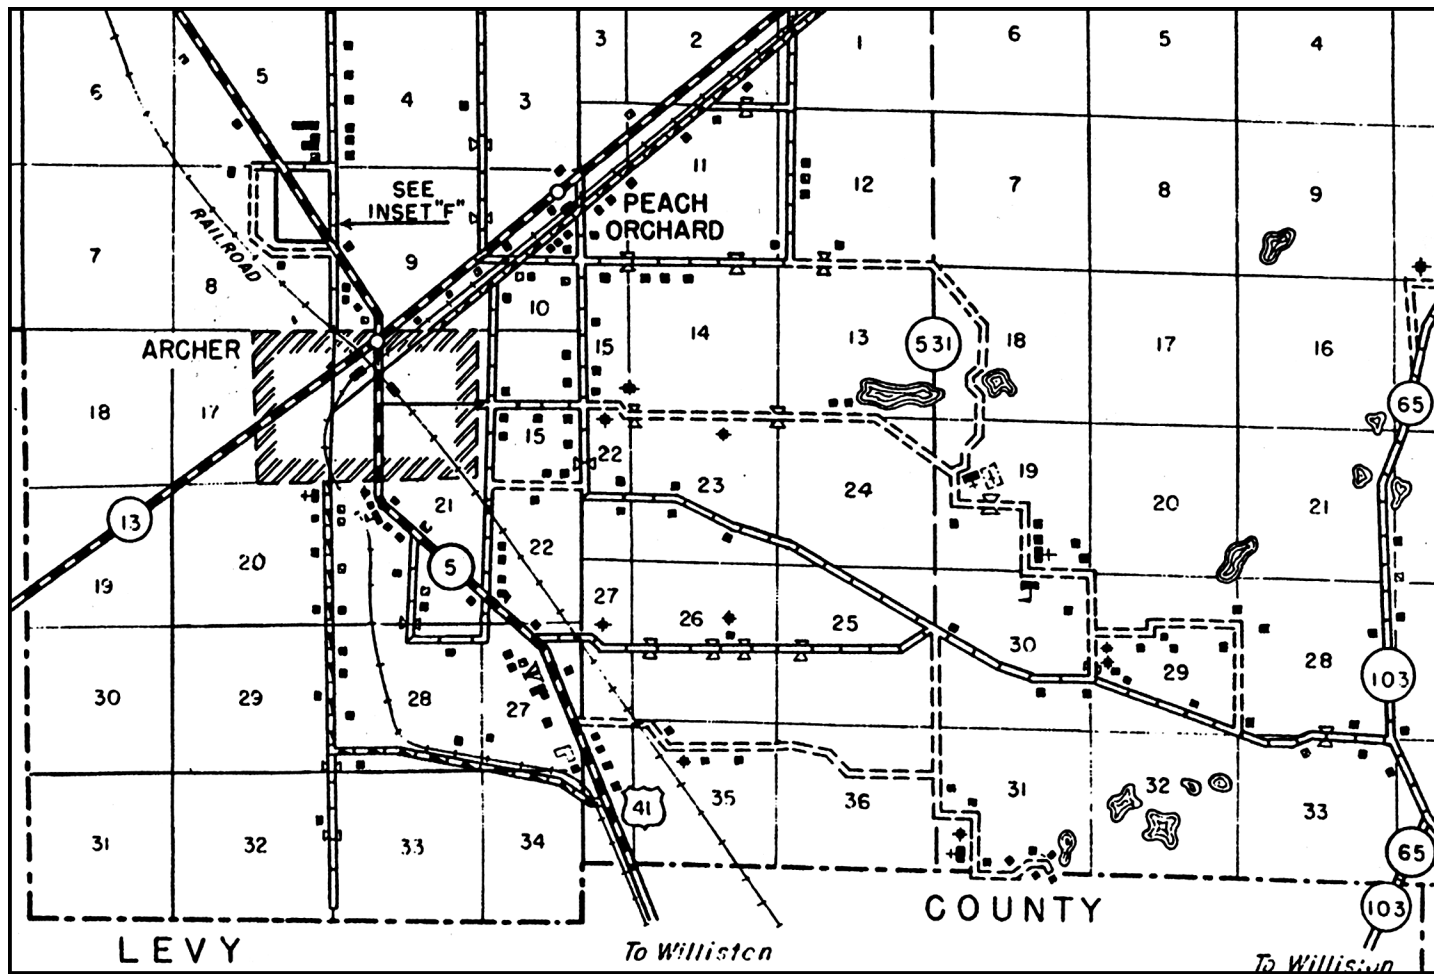 3 2 1 6 5 4
6 5 4 3
SEE
INSET "F"
11 12 7 8 9
PEACH
ORCHARD
RAILROAD
7 8 9 10
14 13 531 18 17 16
ARCHER
15
65
18 17
15 22 23 24 19 20 21
13
21
5
20 22
19
27 26 25 30 29 28
103
30 29 28 27
41
35 36 31 32 33
31 32 33 34
65
103
COUNTY
LEVY
To Williston
To Williston